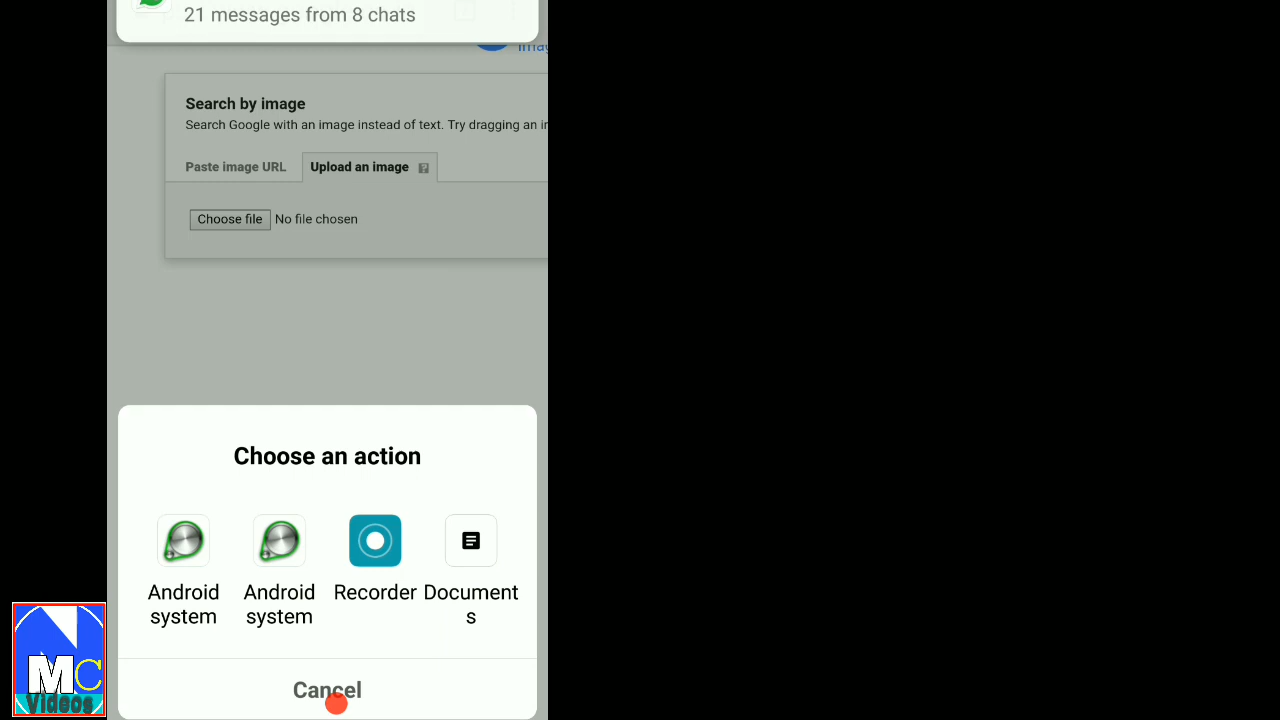 21 messages from 8 chats
Search by image
Search Google with an image instead of text. Try dragging an
Paste image URL
Upload an image ?
Choose file No file chosen
Choose an action
Android system
Android system
Recorder
Documents
Cancel
MC
Videos